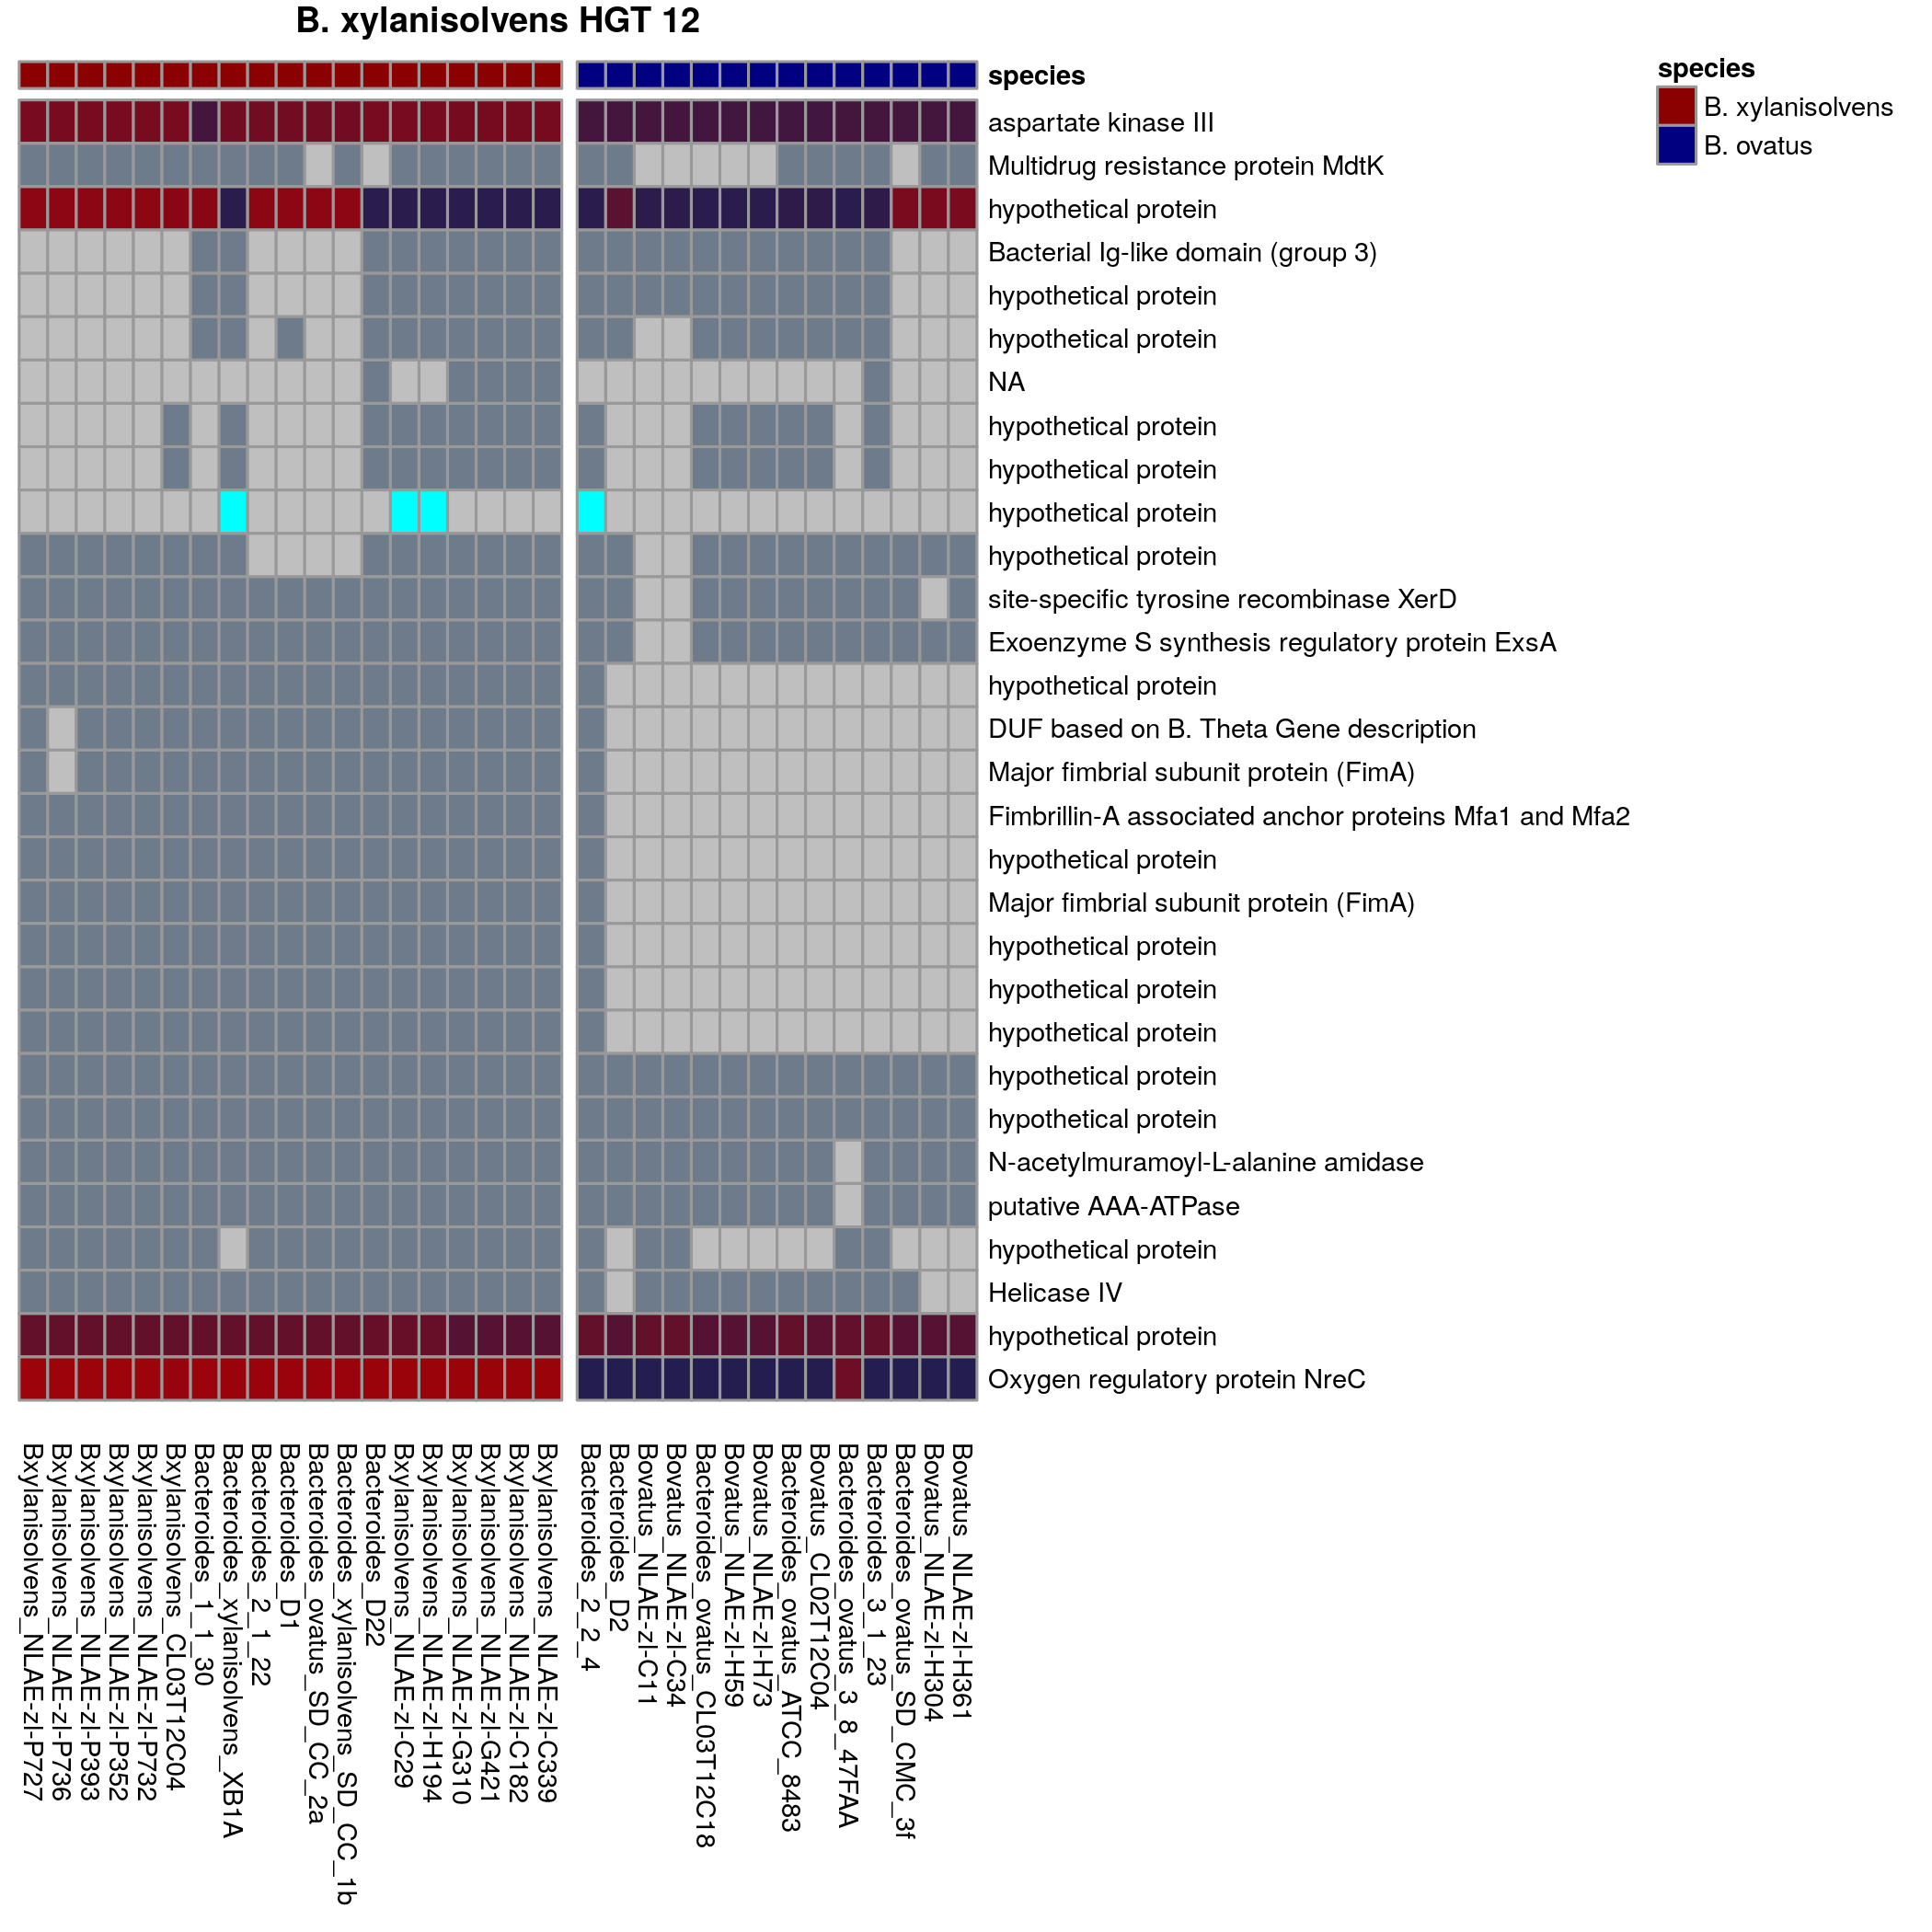 B. xylanisolvens HGT 12
species
species
B. xylanisolvens
B. ovatus
aspartate kinase III
Multidrug resistance protein MdtK
hypothetical protein
Bacterial Ig-like domain (group 3)
hypothetical protein
hypothetical protein
NA
hypothetical protein
hypothetical protein
hypothetical protein
hypothetical protein
site-specific tyrosine recombinase XerD
Exoenzyme S synthesis regulatory protein ExsA
hypothetical protein
DUF based on B. Theta Gene description
Major fimbrial subunit protein (FimA)
Fimbrillin-A associated anchor proteins Mfa1 and Mfa2
hypothetical protein
Major fimbrial subunit protein (FimA)
hypothetical protein
hypothetical protein
hypothetical protein
hypothetical protein
hypothetical protein
N-acetylmuramoyl-L-alanine amidase
putative AAA-ATPase
hypothetical protein
Helicase IV
hypothetical protein
Oxygen regulatory protein NreC
Bxylanisolvens_NLAE-zl-P727
Bxylanisolvens_NLAE-zl-P736
Bxylanisolvens_NLAE-zl-P393
Bxylanisolvens_NLAE-zl-P352
Bxylanisolvens_NLAE-zl-P732
Bxylanisolvens_CL03T12C04
Bacteroides_1_1_30
Bacteroides_xylanisolvens_XB1A
Bacteroides_2_1_22
Bacteroides_D1
Bacteroides_ovatus_SD_CC_2a
Bacteroides_xylanisolvens_SD_CC_1b
Bacteroides_D22
Bxylanisolvens_NLAE-zl-C29
Bxylanisolvens_NLAE-zl-H194
Bxylanisolvens_NLAE-zl-G310
Bxylanisolvens_NLAE-zl-G421
Bxylanisolvens_NLAE-zl-C182
Bxylanisolvens_NLAE-zl-C339
Bacteroides_2_2_4
Bacteroides_D2
Bovatus_NLAE-zl-C11
Bovatus_NLAE-zl-C34
Bacteroides_ovatus_CL03T12C18
Bovatus_NLAE-zl-H59
Bovatus_NLAE-zl-H73
Bacteroides_ovatus_ATCC_8483
Bovatus_CL02T12C04
Bacteroides_ovatus_3_8_47FAA
Bacteroides_3_1_23
Bacteroides_ovatus_SD_CMC_3f
Bovatus_NLAE-zl-H304
Bovatus_NLAE-zl-H361